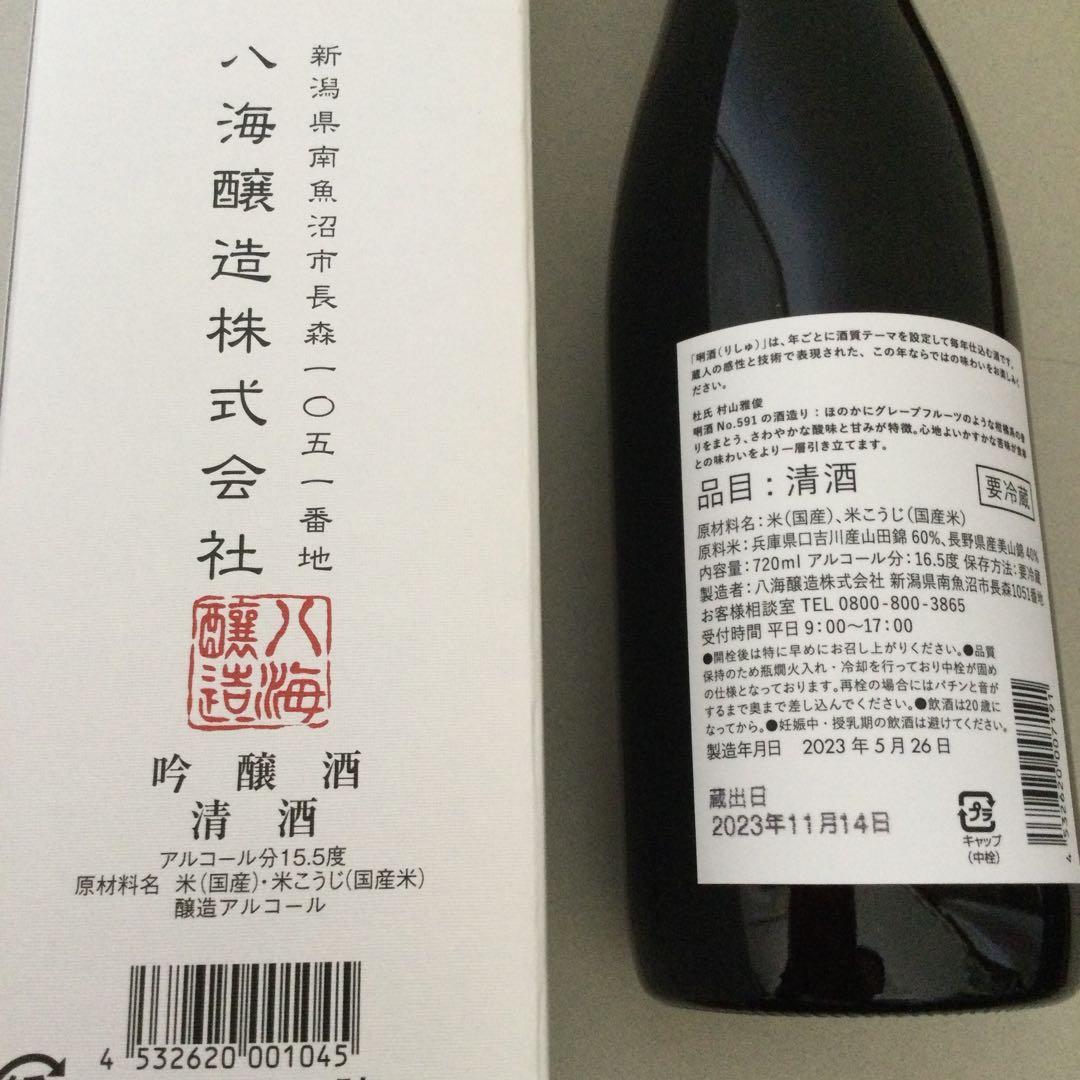 新潟県南魚沼市長森一〇五一番地
八海醸造株式会社
八海
醸造
吟醸酒
清酒
アルコール分15.5度
原材料名 米(国産)・米こうじ(国産米)
醸造アルコール
4 532620 001045
「唎酒(りしゅ)」は、年ごとに酒質テーマを設定して毎年仕込む酒です。
蔵人の感性と技術で表現された、この年ならではの味わいをお楽しみく
ださい。
杜氏 村山雅俊
唎酒 No.591 の酒造り:ほのかにグレープフルーツのような柑橘系の香
りをまとう、さわやかな酸味と甘みが特徴。心地よいかすかな苦味が食事
との味わいをより一層引き立てます。
品目:清酒
要冷蔵
原材料名:米(国産)、米こうじ(国産米)
原料米:兵庫県口吉川産山田錦 60%、長野県産美山錦 40%
内容量:720ml アルコール分:16.5度 保存方法:要冷蔵
製造者:八海醸造株式会社 新潟県南魚沼市長森1051番地
お客様相談室 TEL 0800-800-3865
受付時間 平日 9:00〜17:00
●開栓後は特に早めにお召し上がりください。●品質
保持のため瓶燗火入れ・冷却を行っており中栓が固め
の仕様となっております。再栓の場合にはパチンと音が
するまで奥まで差し込んでください。●飲酒は20歳に
なってから。●妊娠中・授乳期の飲酒は避けてください。
製造年月日 2023年5月26日
蔵出日
2023年11月14日
プラ
キャップ
(中栓)
4 532620 007191